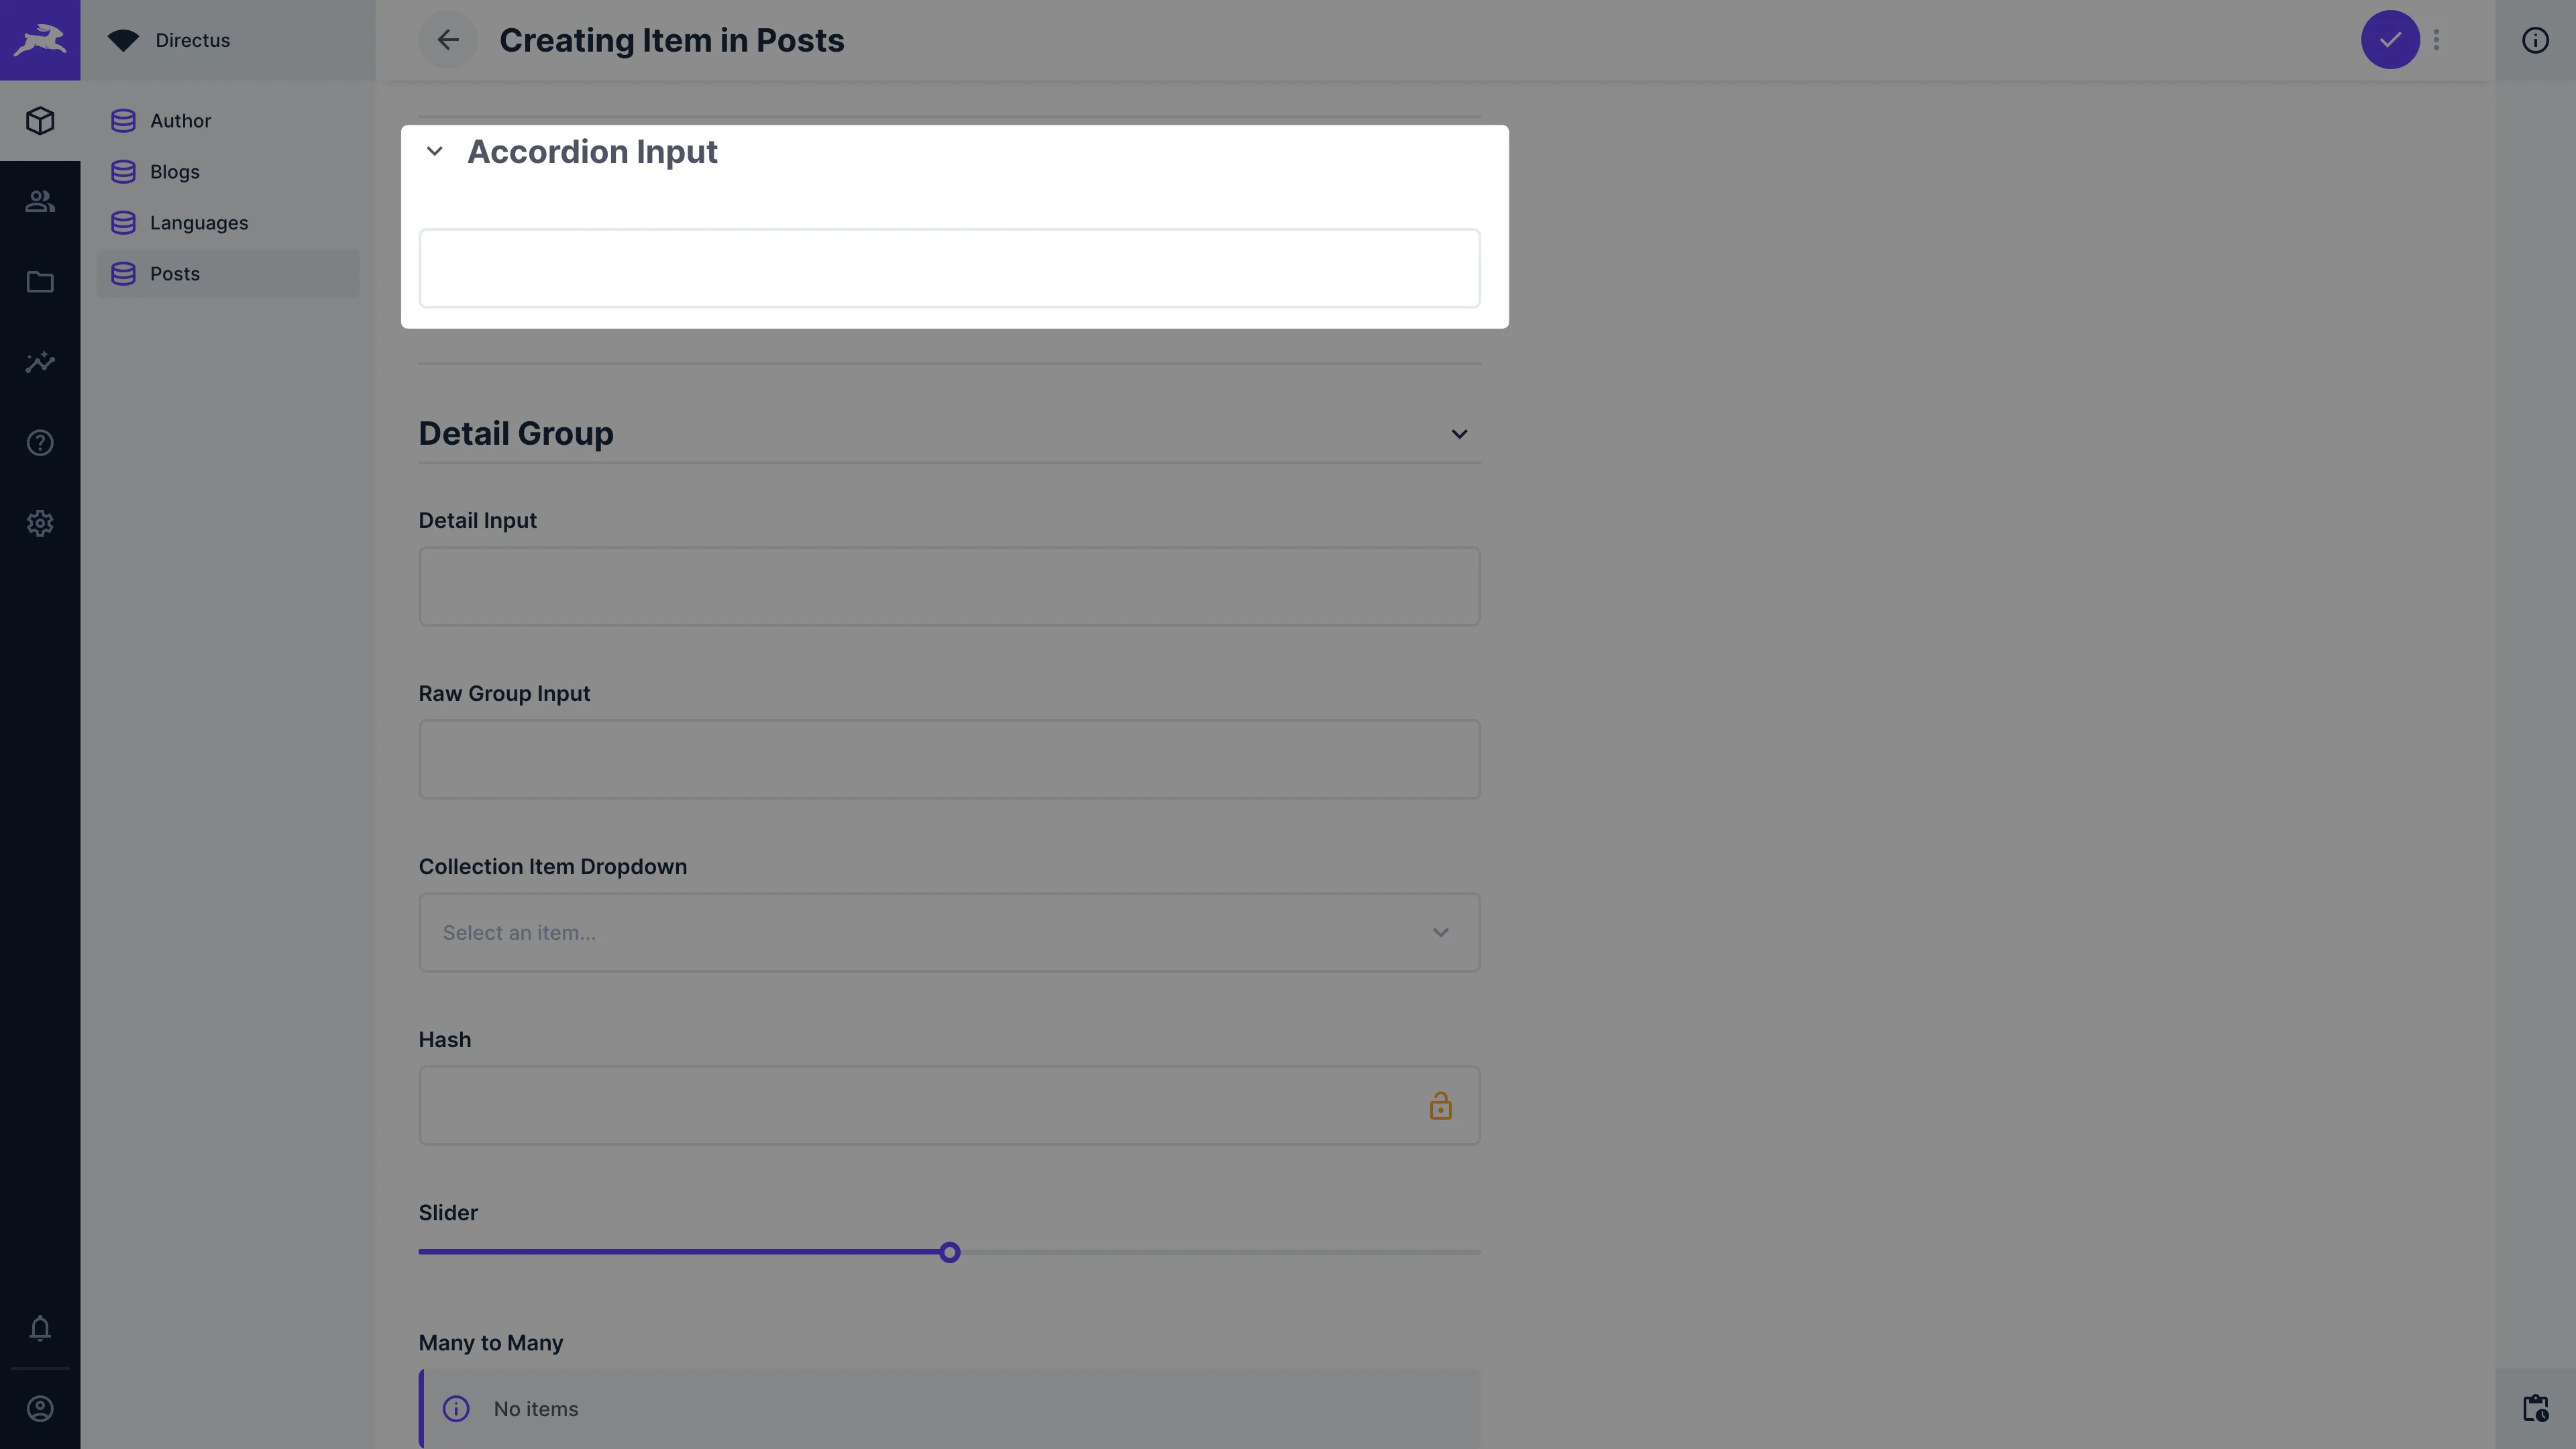 Directus
Creating Item in Posts
Author
Blogs
Languages
Posts
Accordion Input
Detail Group
Detail Input
Raw Group Input
Collection Item Dropdown
Select an item...
Hash
Slider
Many to Many
No items